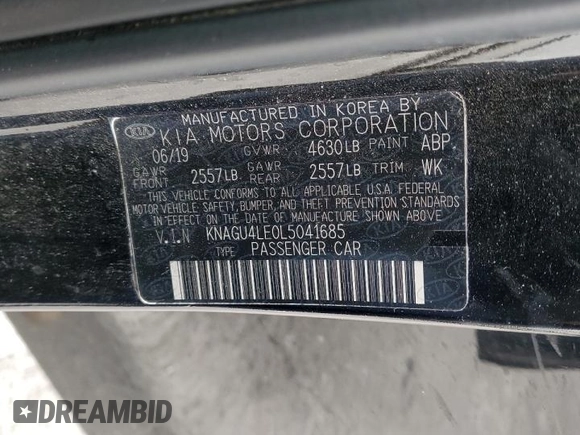 MANUFACTURED IN KOREA BY
KIA KIA MOTORS CORPORATION
06/19 GVWR 4630LB PAINT ABP
GAWR FRONT 2557LB GAWR REAR 2557LB TRIM WK
THIS VEHICLE CONFORMS TO ALL APPLICABLE U.S.A. FEDERAL
MOTOR VEHICLE SAFETY, BUMPER, AND THEFT PREVENTION STANDARDS
IN EFFECT ON THE DATE OF MANUFACTURE SHOWN ABOVE
V.I.N KNAGU4LE0L5041685
TYPE PASSENGER CAR
DREAMBID